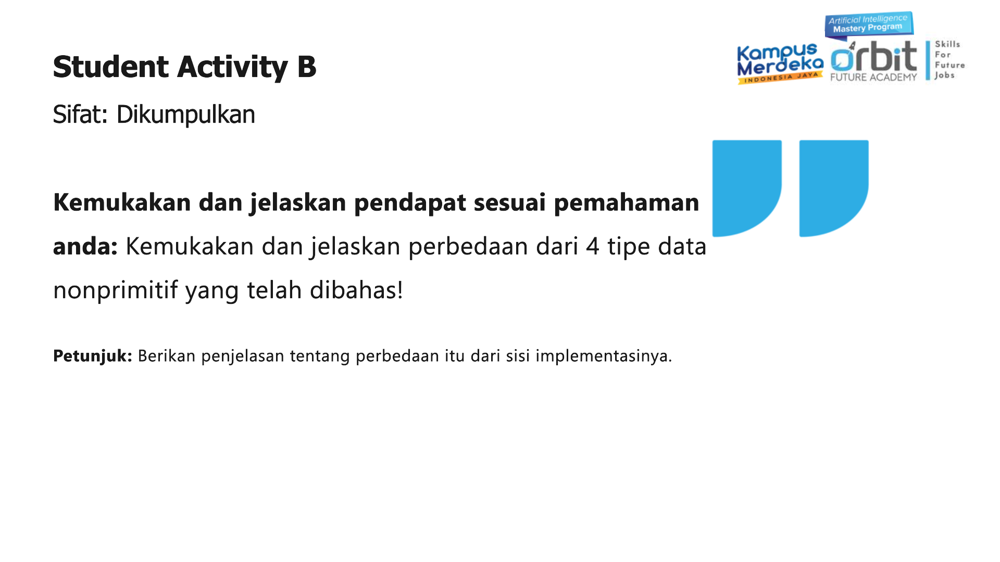 Artificial Intelligence
Mastery Program
Kampus
Merdeka
INDONESIA JAYA
orbit
FUTURE ACADEMY
Skills
For
Future
Jobs
Student Activity B
Sifat: Dikumpulkan
Kemukakan dan jelaskan pendapat sesuai pemahaman
anda: Kemukakan dan jelaskan perbedaan dari 4 tipe data
nonprimitif yang telah dibahas!
Petunjuk: Berikan penjelasan tentang perbedaan itu dari sisi implementasinya.